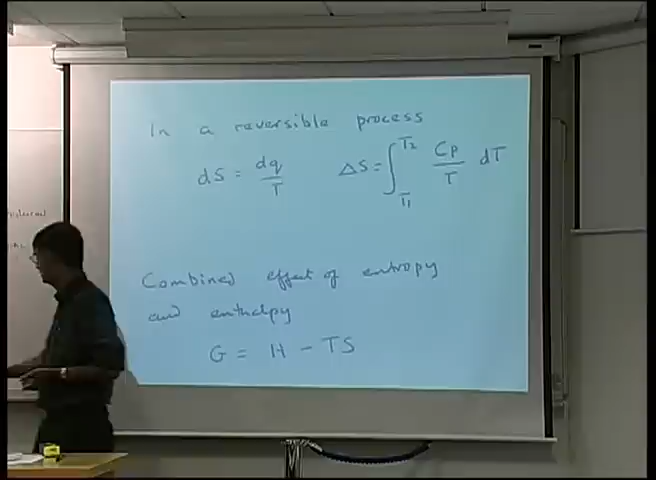 In a reversible process
dS = dq/T ΔS = ∫_{T1}^{T2} Cp/T dT
Combined effect of entropy
and enthalpy
G = H - TS